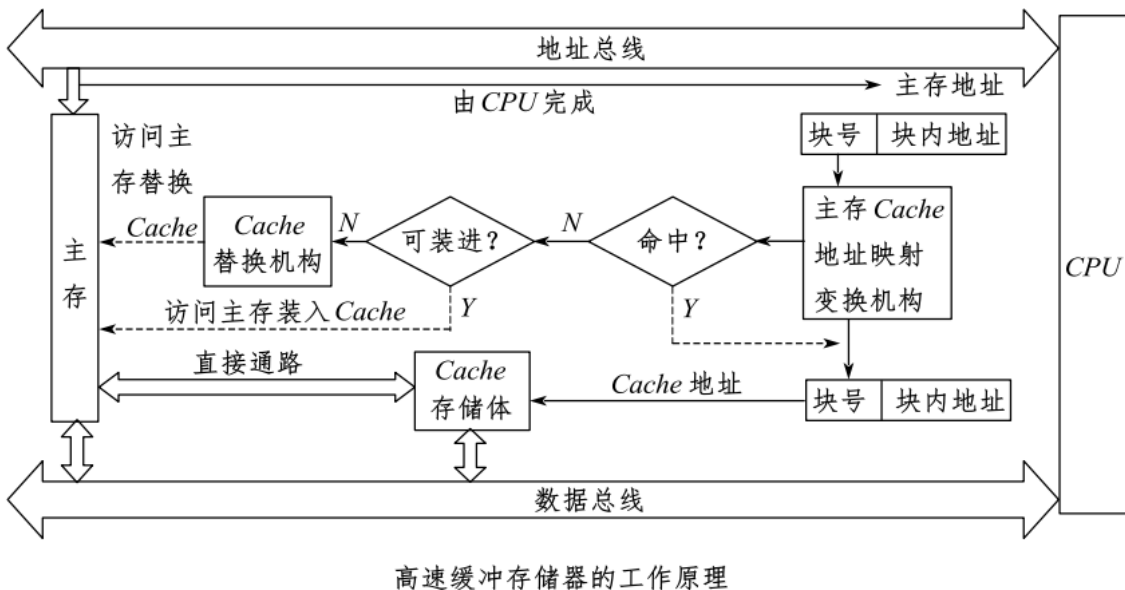 地址总线
由CPU完成
主存地址
访问主
存替换
Cache
块号 块内地址
主存Cache
地址映射
变换机构
命中?
N
Y
可装进?
N
Y
Cache
替换机构
主
存
CPU
访问主存装入Cache
直接通路
Cache
存储体
Cache地址
块号 块内地址
数据总线
高速缓冲存储器的工作原理